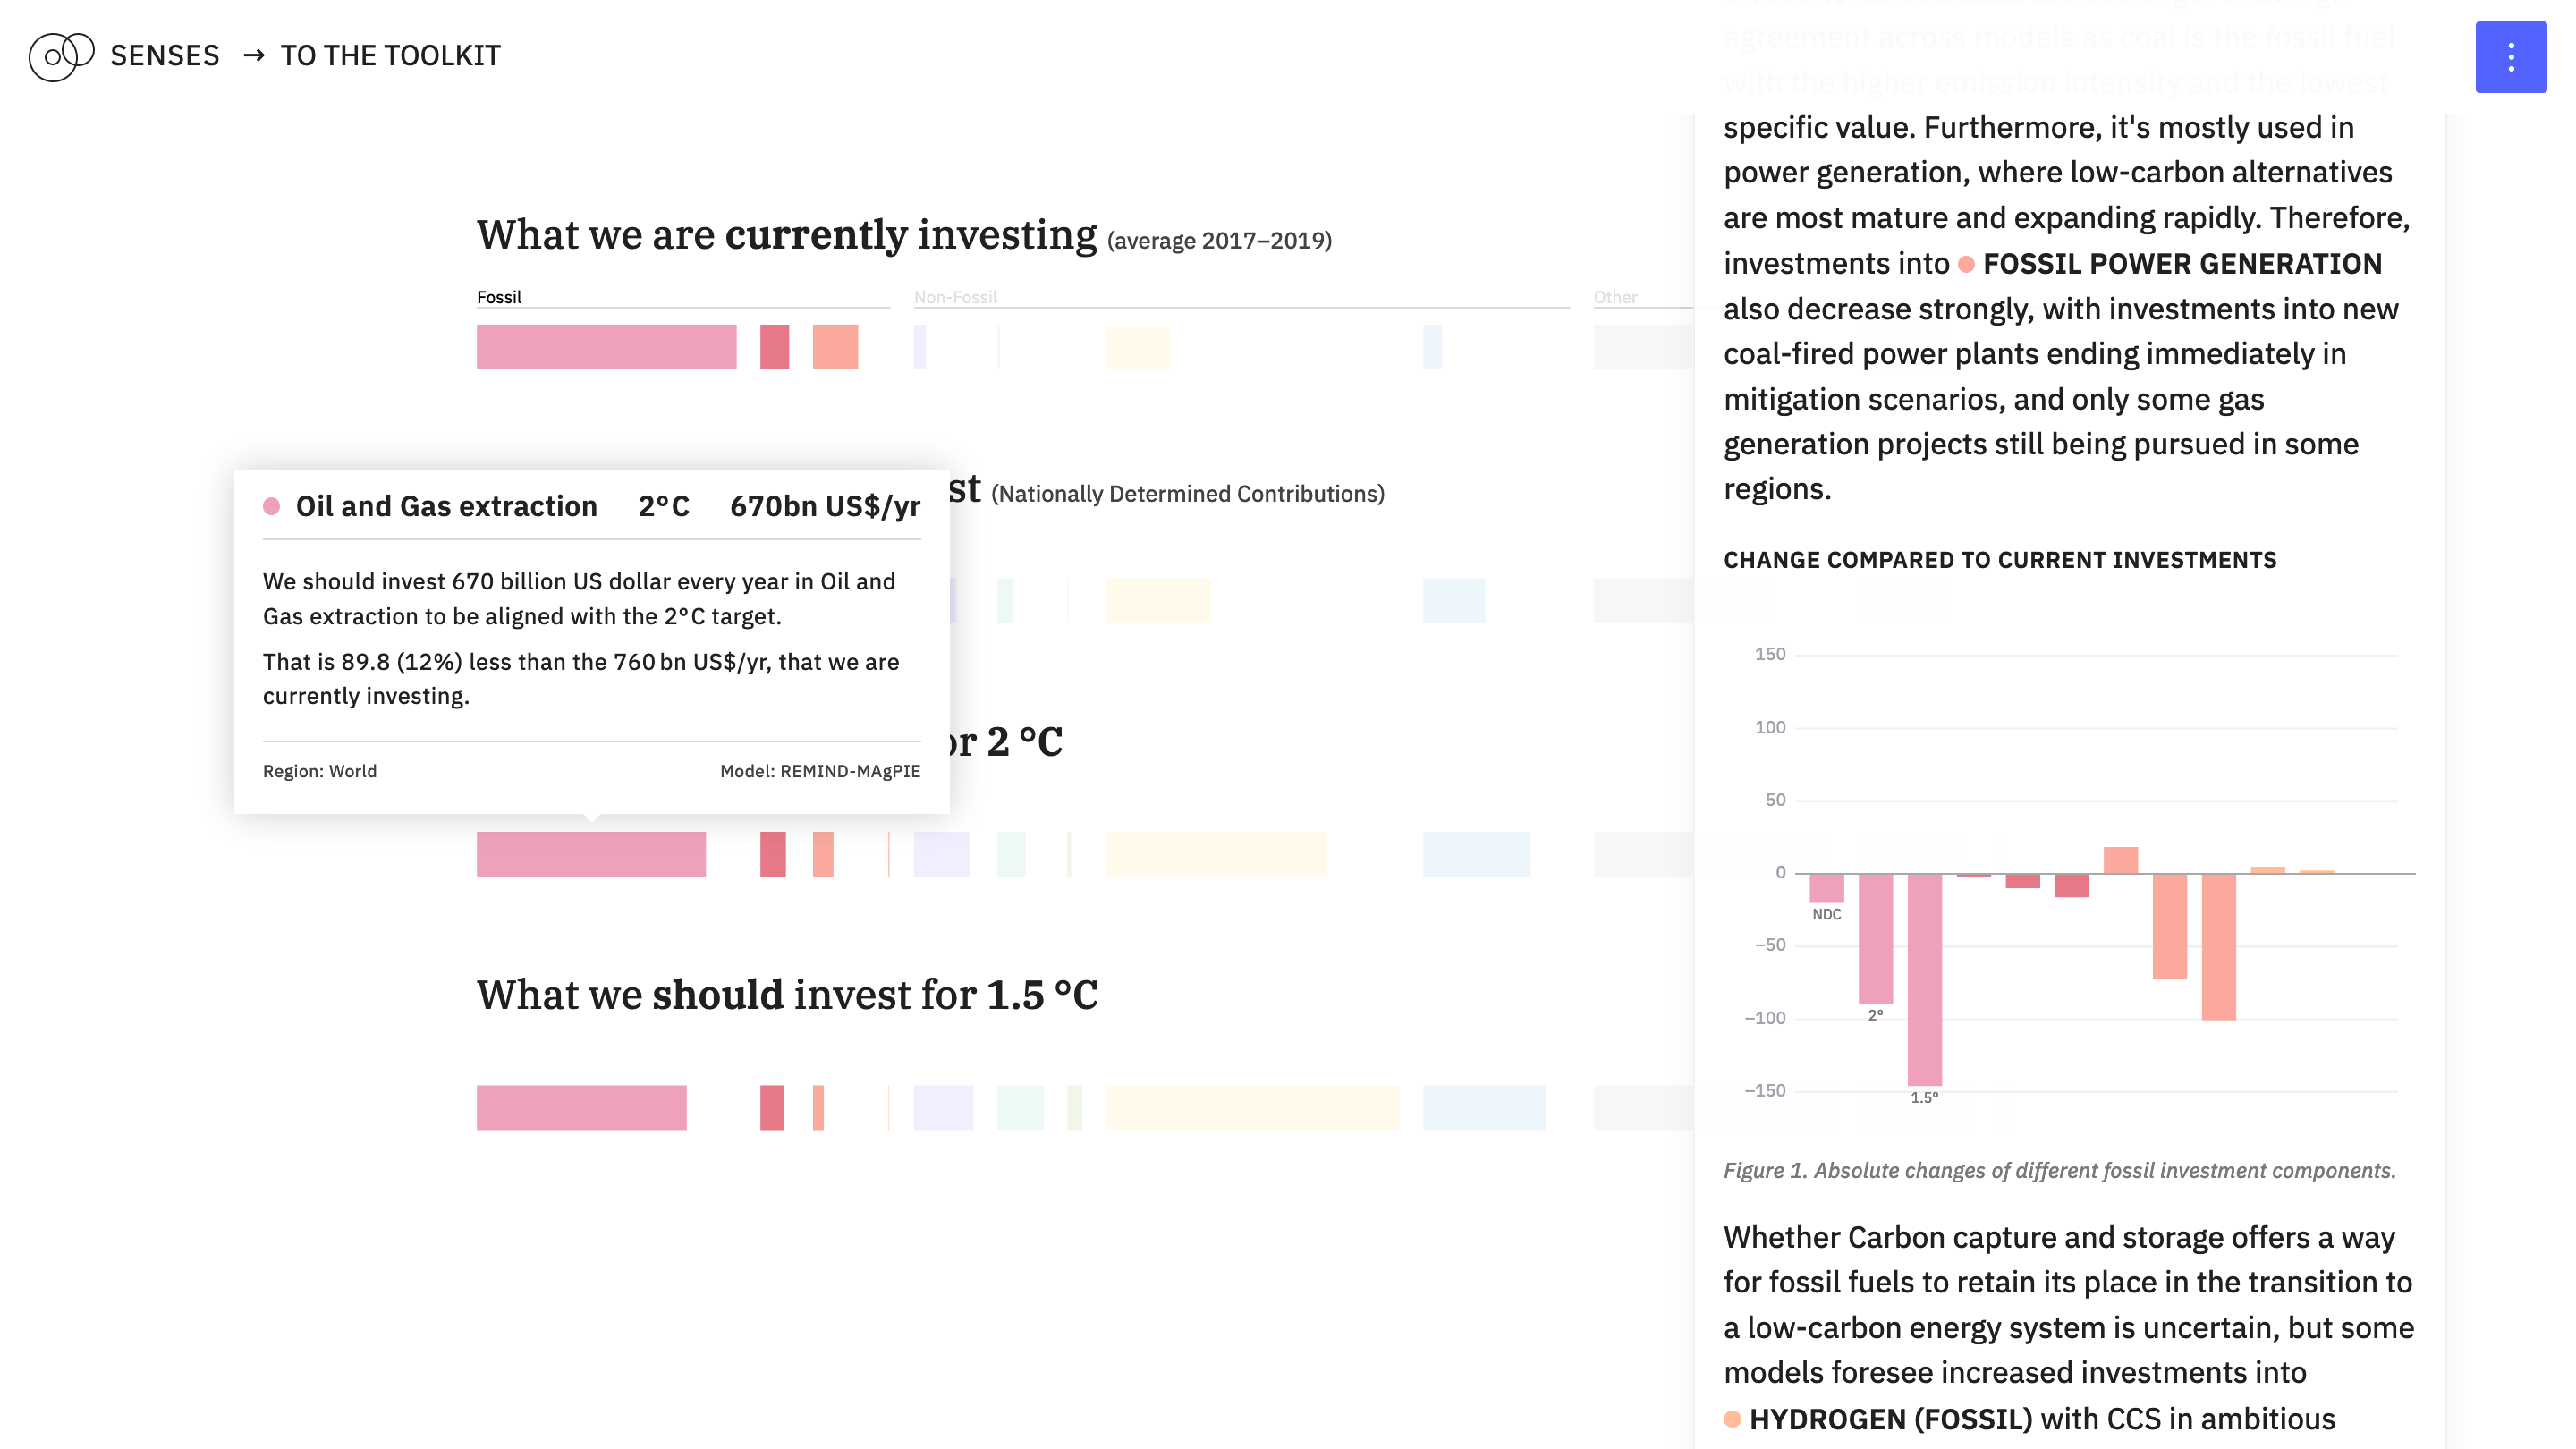 SENSES → TO THE TOOLKIT
What we are currently investing (average 2017–2019)
Fossil
Non-Fossil
Other
st (Nationally Determined Contributions)
Oil and Gas extraction 2°C 670bn US$/yr
We should invest 670 billion US dollar every year in Oil and
Gas extraction to be aligned with the 2°C target.
That is 89.8 (12%) less than the 760 bn US$/yr, that we are
currently investing.
Region: World
Model: REMIND-MAgPIE
or 2 °C
What we should invest for 1.5 °C
agreement across models as coal is the fossil fuel
with the higher emission intensity and the lowest
specific value. Furthermore, it's mostly used in
power generation, where low-carbon alternatives
are most mature and expanding rapidly. Therefore,
investments into FOSSIL POWER GENERATION
also decrease strongly, with investments into new
coal-fired power plants ending immediately in
mitigation scenarios, and only some gas
generation projects still being pursued in some
regions.
CHANGE COMPARED TO CURRENT INVESTMENTS
150
100
50
0
NDC
−50
−100
2°
−150
1.5°
Figure 1. Absolute changes of different fossil investment components.
Whether Carbon capture and storage offers a way
for fossil fuels to retain its place in the transition to
a low-carbon energy system is uncertain, but some
models foresee increased investments into
HYDROGEN (FOSSIL) with CCS in ambitious